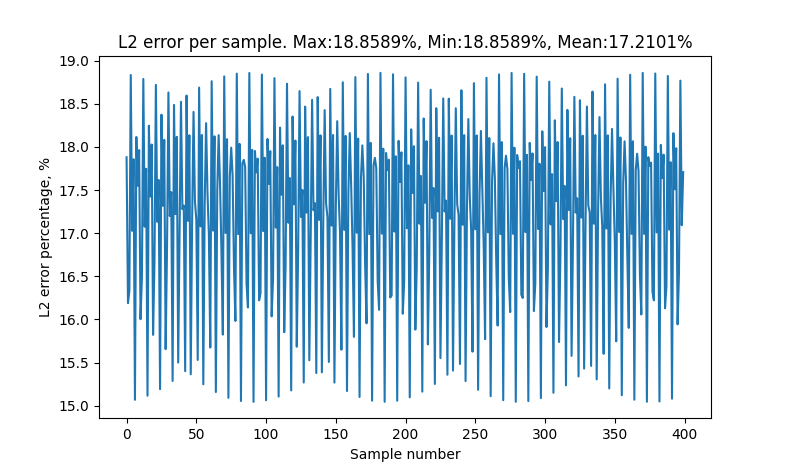 L2 error per sample. Max:18.8589%, Min:18.8589%, Mean:17.2101%
19.0
18.5
18.0
17.5
17.0
16.5
16.0
15.5
15.0
L2 error percentage, %
0 50 100 150 200 250 300 350 400
Sample number